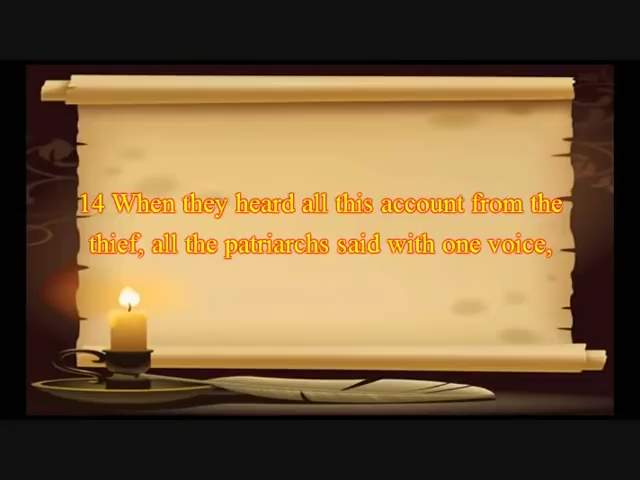 14 When they heard all this account from the
thief, all the patriarchs said with one voice,